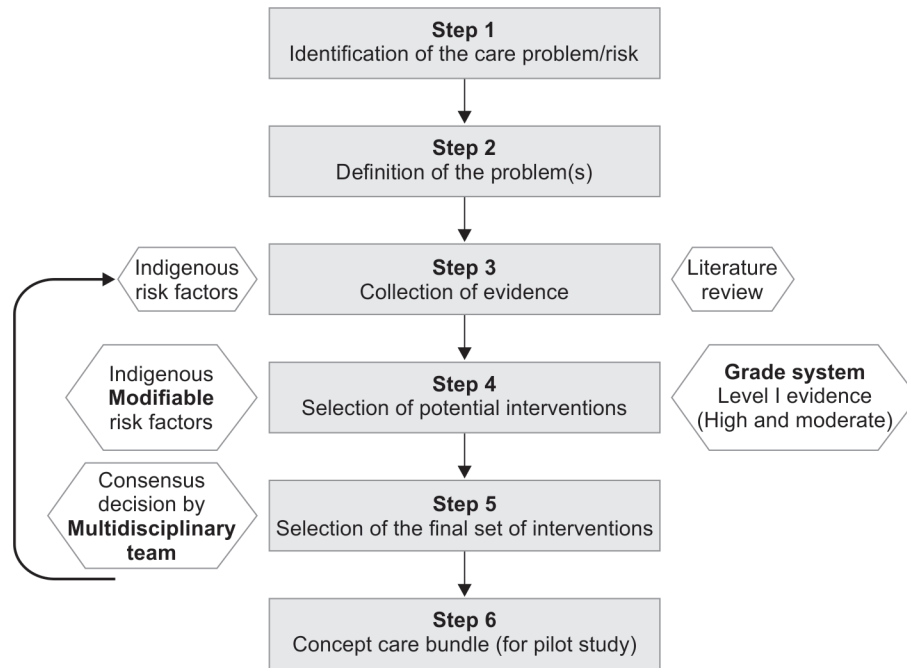 Step 1
Identification of the care problem/risk
Step 2
Definition of the problem(s)
Indigenous
risk factors
Step 3
Collection of evidence
Literature
review
Indigenous
Modifiable
risk factors
Step 4
Selection of potential interventions
Grade system
Level I evidence
(High and moderate)
Consensus
decision by
Multidisciplinary
team
Step 5
Selection of the final set of interventions
Step 6
Concept care bundle (for pilot study)